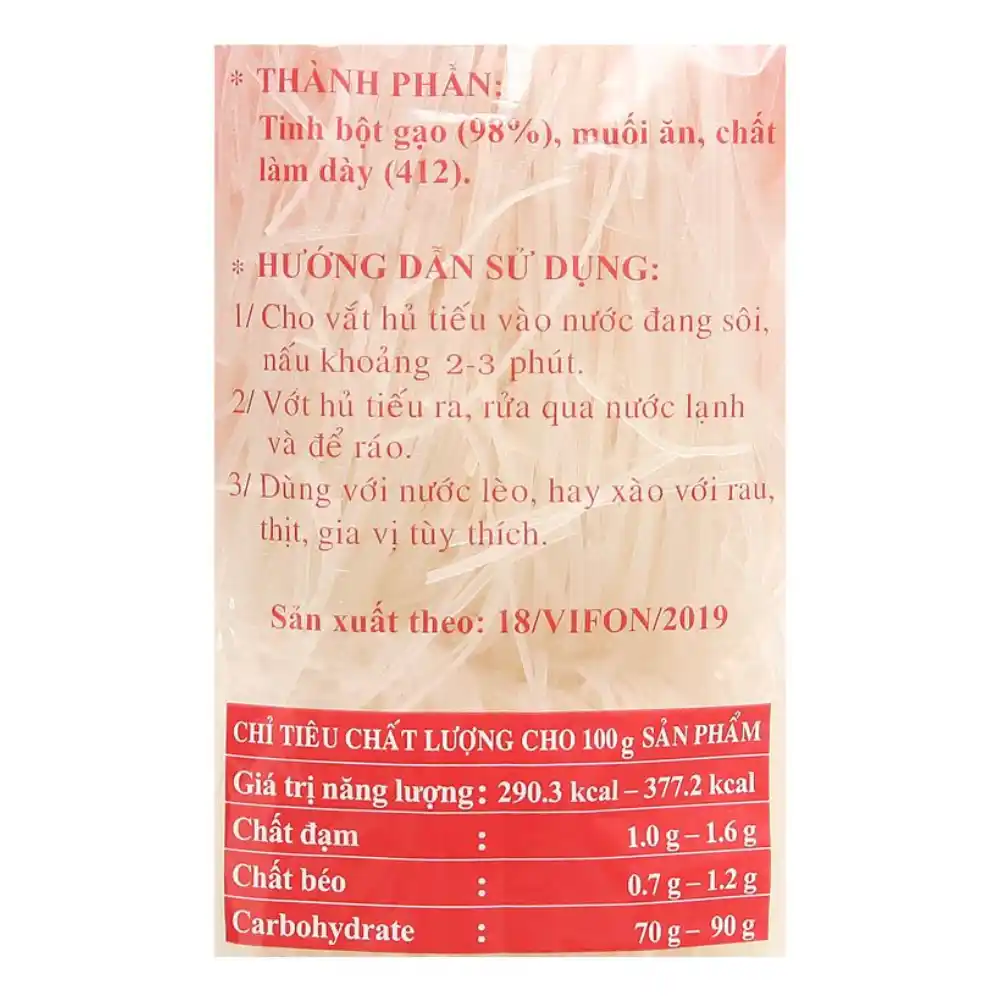 * THÀNH PHẦN:
Tinh bột gạo (98%), muối ăn, chất
làm dày (412).
* HƯỚNG DẪN SỬ DỤNG:
1/ Cho vắt hủ tiếu vào nước đang sôi,
nấu khoảng 2-3 phút.
2/ Vớt hủ tiếu ra, rửa qua nước lạnh
và để ráo.
3/ Dùng với nước lèo, hay xào với rau,
thịt, gia vị tùy thích.
Sản xuất theo: 18/VIFON/2019
CHỈ TIÊU CHẤT LƯỢNG CHO 100g SẢN PHẨM
Giá trị năng lượng: 290.3 kcal – 377.2 kcal
Chất đạm : 1.0 g – 1.6 g
Chất béo : 0.7 g – 1.2 g
Carbohydrate : 70 g – 90 g